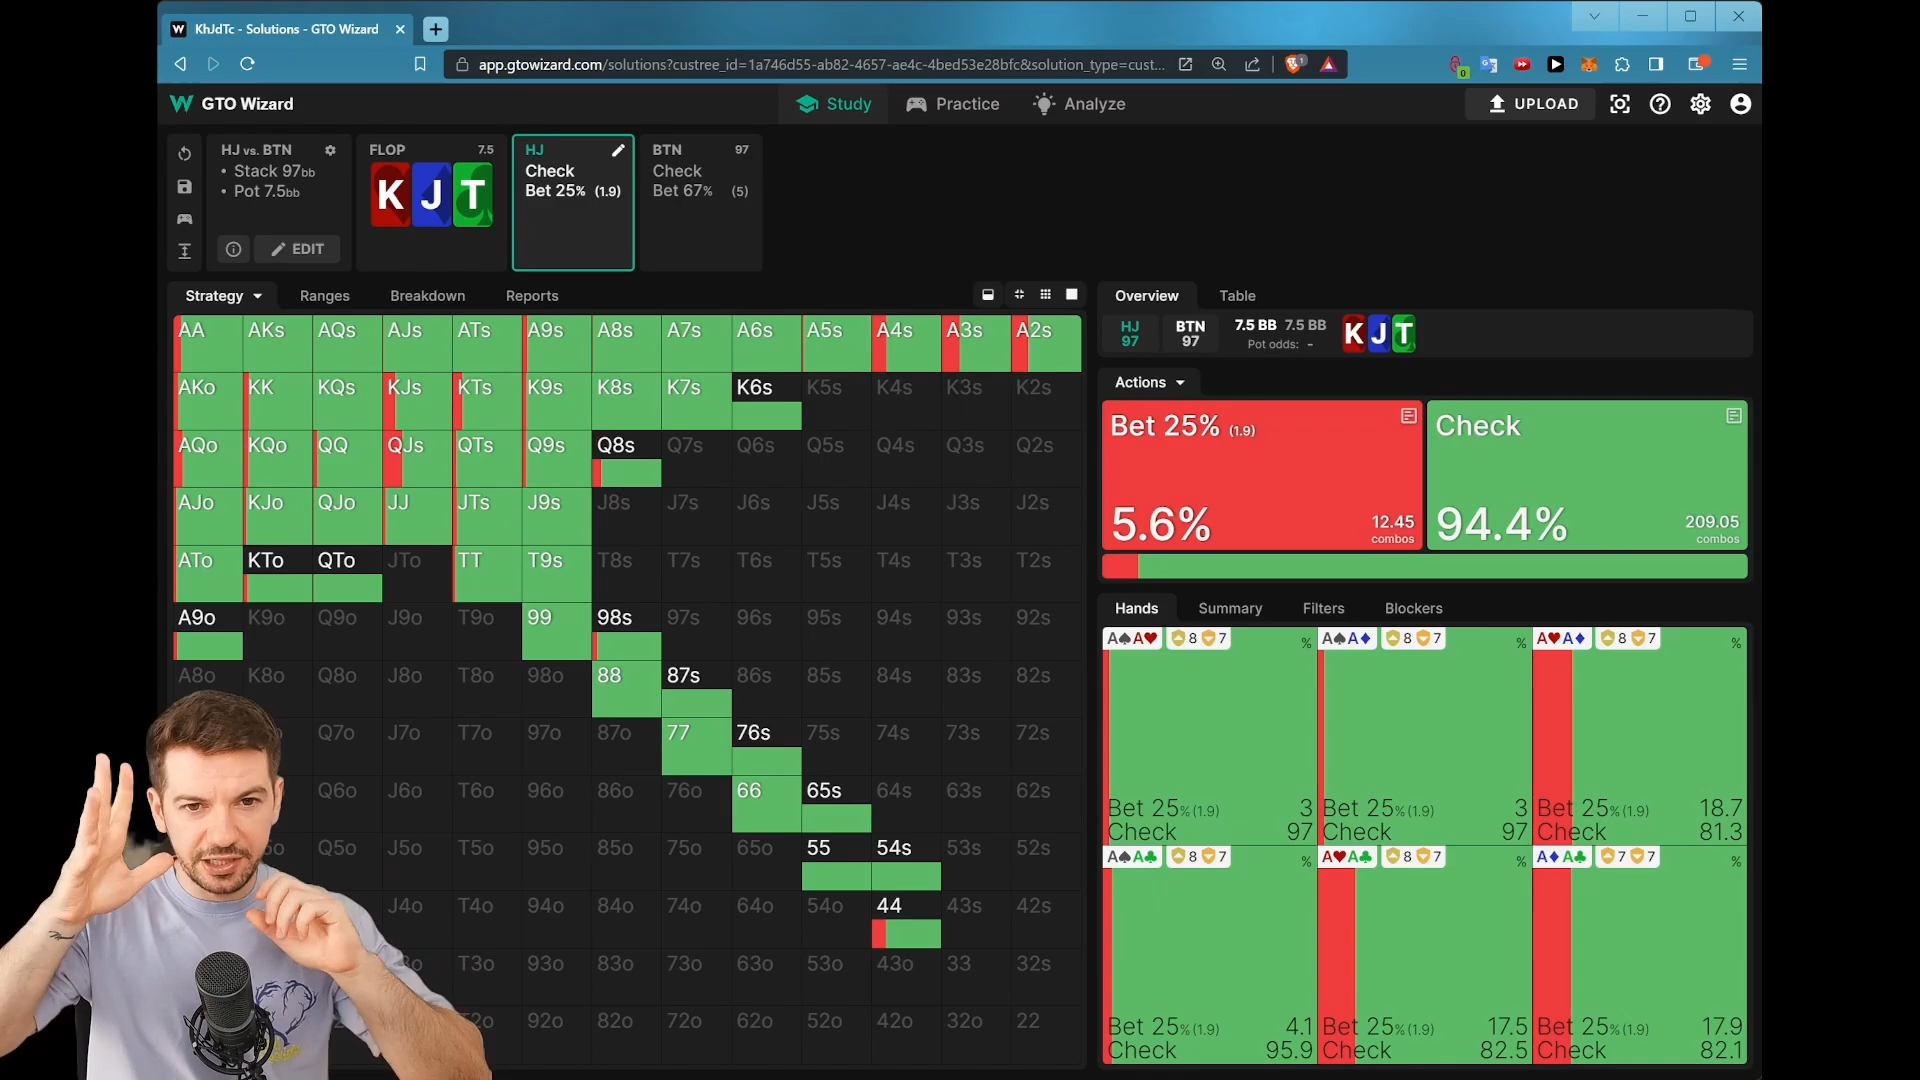 KhJdTc - Solutions - GTO Wizard
app.gtowizard.com/solutions?custree_id=1a746d55-ab82-4657-ae4c-4bed53e28bfc&solution_type=cust...
GTO Wizard
Study
Practice
Analyze
UPLOAD
HJ vs. BTN
• Stack 97bb
• Pot 7.5bb
EDIT
FLOP 7.5
K J T
HJ
Check
Bet 25% (1.9)
BTN 97
Check
Bet 67% (5)
Strategy Ranges Breakdown Reports
AA AKs AQs AJs ATs A9s A8s A7s A6s A5s A4s A3s A2s
AKo KK KQs KJs KTs K9s K8s K7s K6s K5s K4s K3s K2s
AQo KQo QQ QJs QTs Q9s Q8s Q7s Q6s Q5s Q4s Q3s Q2s
AJo KJo QJo JJ JTs J9s J8s J7s J6s J5s J4s J3s J2s
ATo KTo QTo JTo TT T9s T8s T7s T6s T5s T4s T3s T2s
A9o K9o Q9o J9o T9o 99 98s 97s 96s 95s 94s 93s 92s
A8o K8o Q8o J8o T8o 98o 88 87s 86s 85s 84s 83s 82s
Q7o J7o T7o 97o 87o 77 76s 75s 74s 73s 72s
Q6o J6o T6o 96o 86o 76o 66 65s 64s 63s 62s
Q5o J5o T5o 95o 85o 75o 65o 55 54s 53s 52s
J4o T4o 94o 84o 74o 64o 54o 44 43s 42s
T3o 93o 83o 73o 63o 53o 43o 33 32s
92o 82o 72o 62o 52o 42o 32o 22
Overview Table
HJ 97
BTN 97
7.5 BB 7.5 BB
Pot odds: -
K J T
Actions
Bet 25% (1.9)
5.6%
12.45
combos
Check
94.4%
209.05
combos
Hands Summary Filters Blockers
A♠A♥ 8 7 %
Bet 25% (1.9) 3
Check 97
A♠A♦ 8 7 %
Bet 25% (1.9) 3
Check 97
A♥A♦ 8 7 %
Bet 25% (1.9) 18.7
Check 81.3
A♠A♣ 8 7 %
Bet 25% (1.9) 4.1
Check 95.9
A♥A♣ 8 7 %
Bet 25% (1.9) 17.5
Check 82.5
A♦A♣ 7 7 %
Bet 25% (1.9) 17.9
Check 82.1